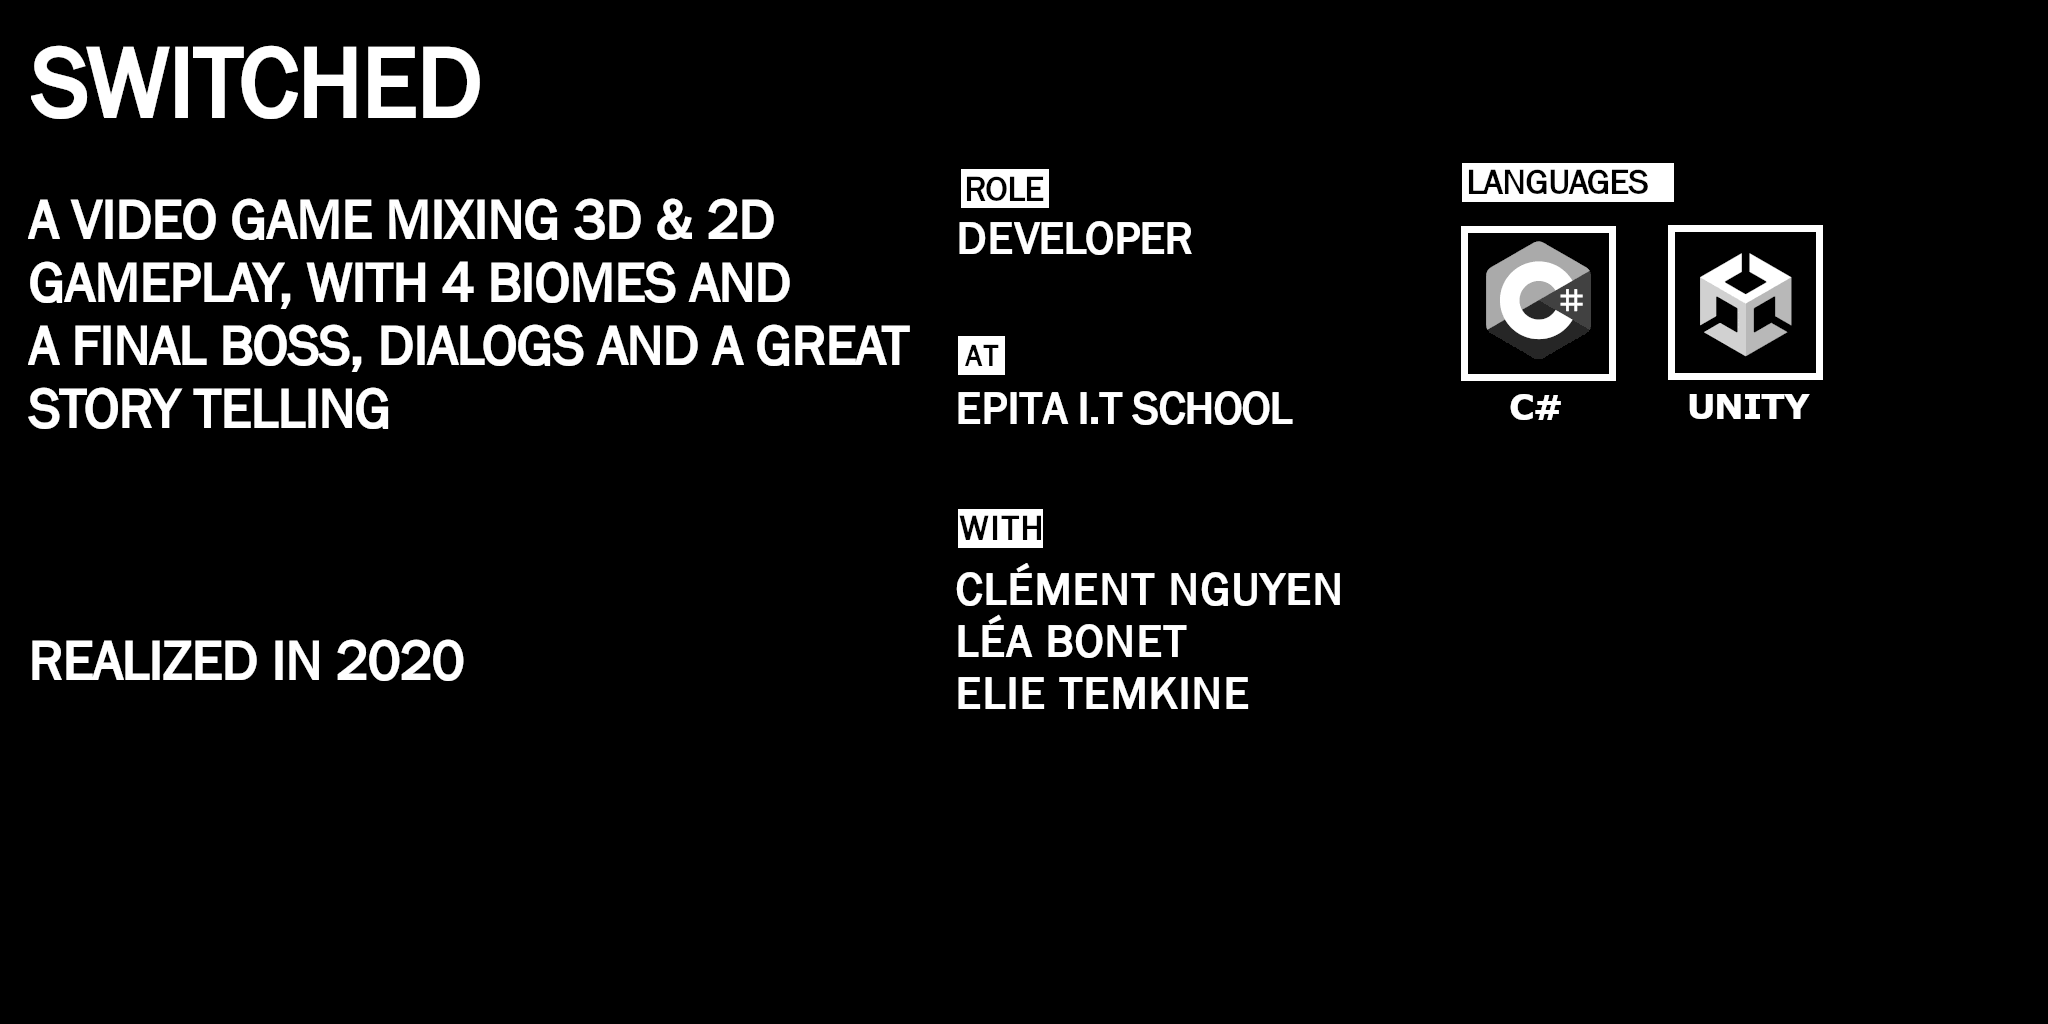 SWITCHED
A VIDEO GAME MIXING 3D & 2D
GAMEPLAY, WITH 4 BIOMES AND
A FINAL BOSS, DIALOGS AND A GREAT
STORY TELLING
REALIZED IN 2020
ROLE
DEVELOPER
AT
EPITA I.T SCHOOL
WITH
CLÉMENT NGUYEN
LÉA BONET
ELIE TEMKINE
LANGUAGES
C#
C#
UNITY